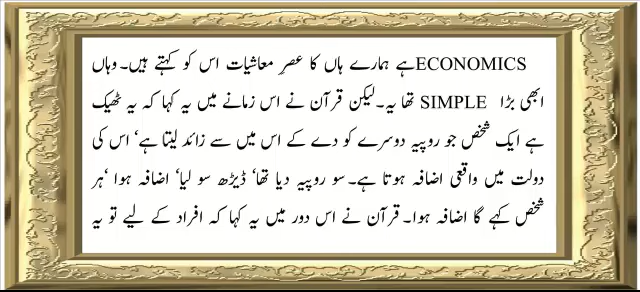 ECONOMICSہے ہمارے ہاں کا عصرِ معاشیات اس کو کہتے ہیں۔ وہاں
ابھی بڑا SIMPLE تھا یہ۔ لیکن قرآن نے اس زمانے میں یہ کہا کہ یہ ٹھیک
ہے ایک شخص جو روپیہ دوسرے کو دے کے اس میں سے زائد لیتا ہے‘ اس کی
دولت میں واقعی اضافہ ہوتا ہے۔ سو روپیہ دیا تھا‘ ڈیڑھ سو لیا‘ اضافہ ہوا ‘ہر
شخص کہے گا اضافہ ہوا۔ قرآن نے اس دور میں یہ کہا کہ افراد کے لیے تو یہ